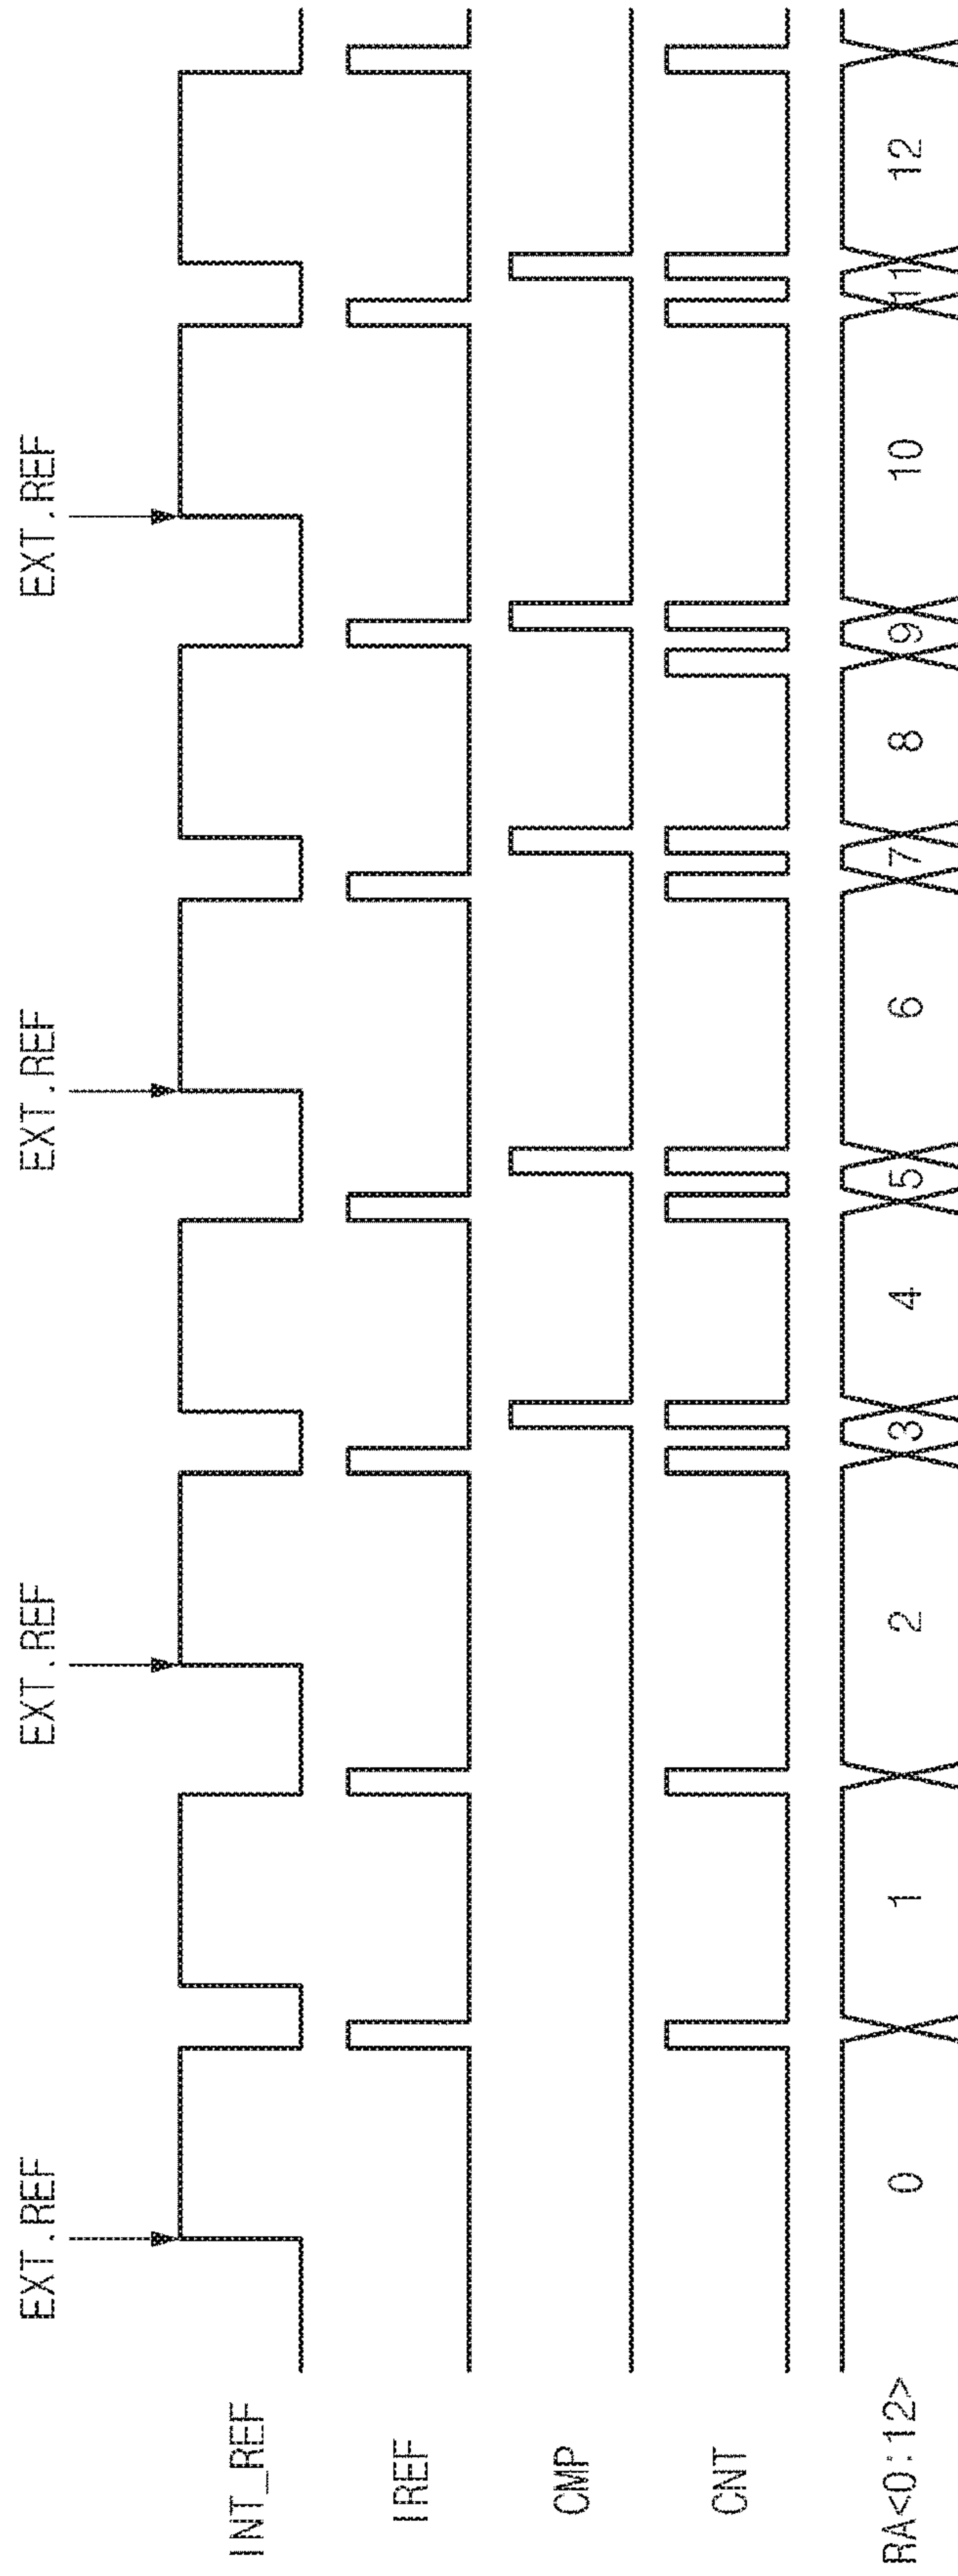 EXT.REF EXT.REF EXT.REF EXT.REF
INT_REF
IREF
CMP
CNT
RA<0:12> 0 1 2 3 4 5 6 7 8 9 10 11 12